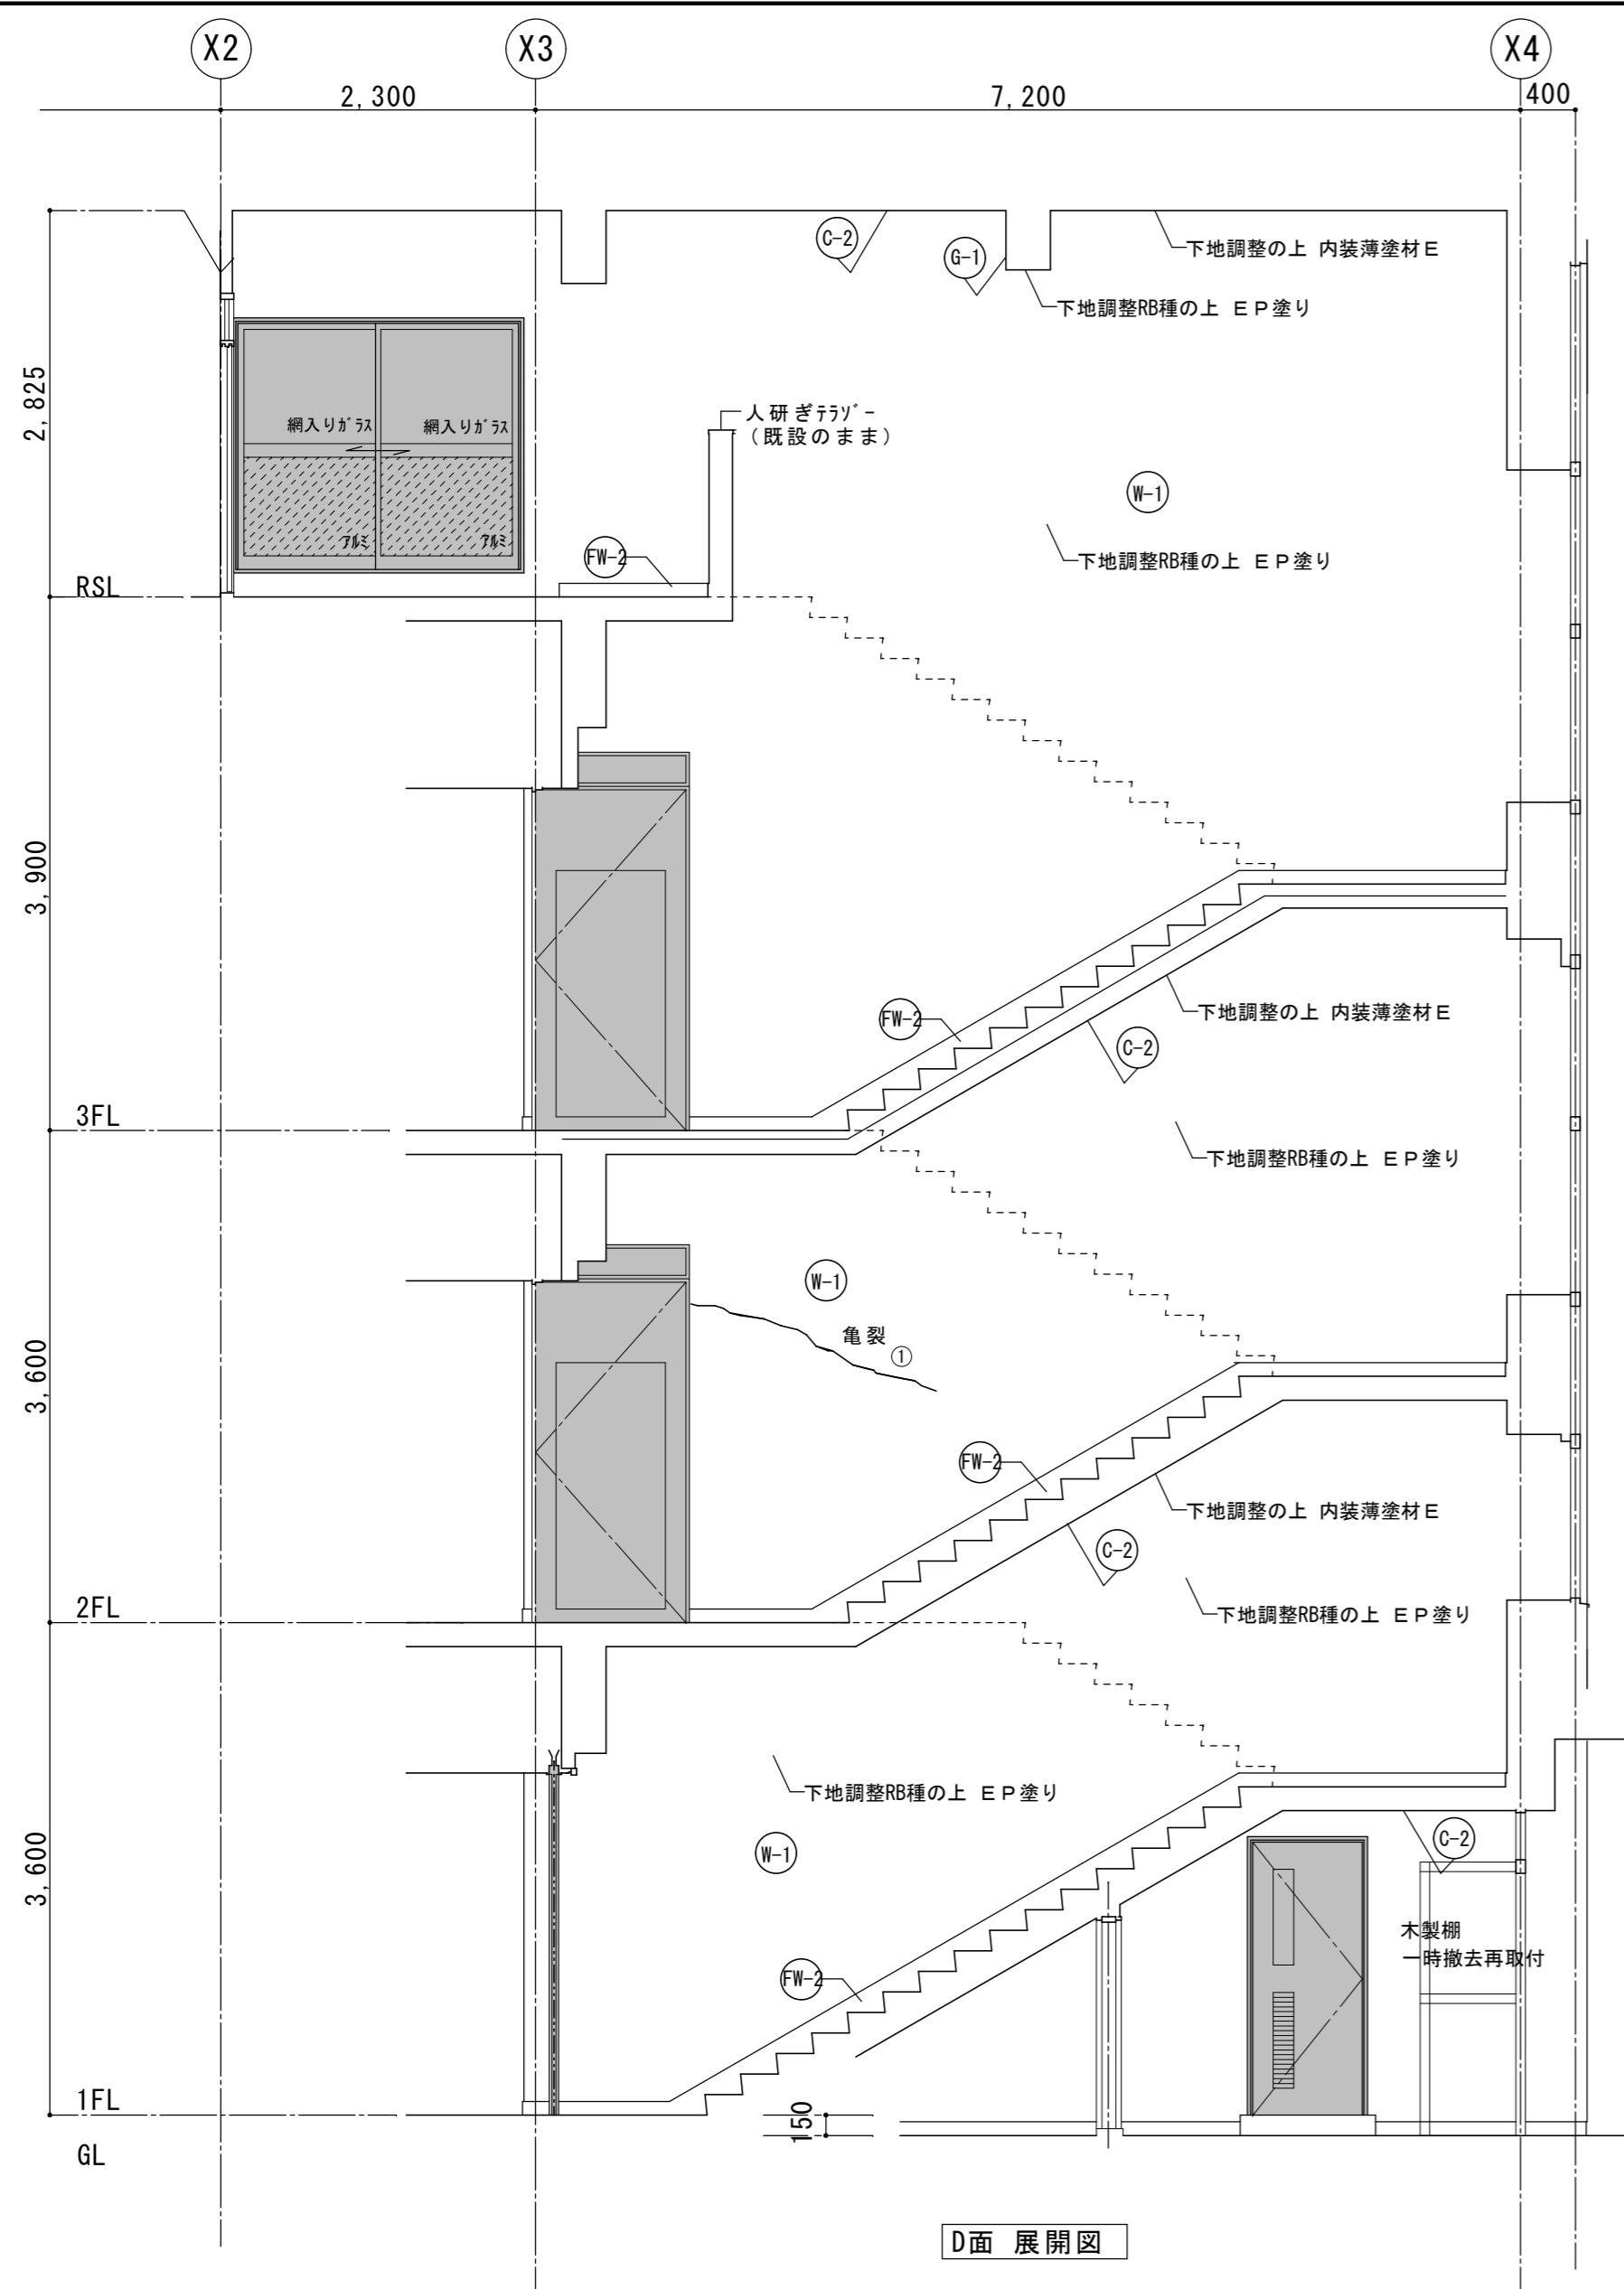 X2
X3
X4
2,300
7,200
400
C-2
G-1
下地調整の上 内装薄塗材E
下地調整RB種の上 EP塗り
2,825
人研ぎテラゾー
(既設のまま)
網入りガラス
網入りガラス
W-1
アルミ
アルミ
FW-2
下地調整RB種の上 EP塗り
RSL
3,900
FW-2
下地調整の上 内装薄塗材E
C-2
3FL
下地調整RB種の上 EP塗り
W-1
亀裂
①
3,600
FW-2
下地調整の上 内装薄塗材E
C-2
2FL
下地調整RB種の上 EP塗り
下地調整RB種の上 EP塗り
W-1
C-2
3,600
木製棚
一時撤去再取付
FW-2
1FL
150
GL
D面 展開図